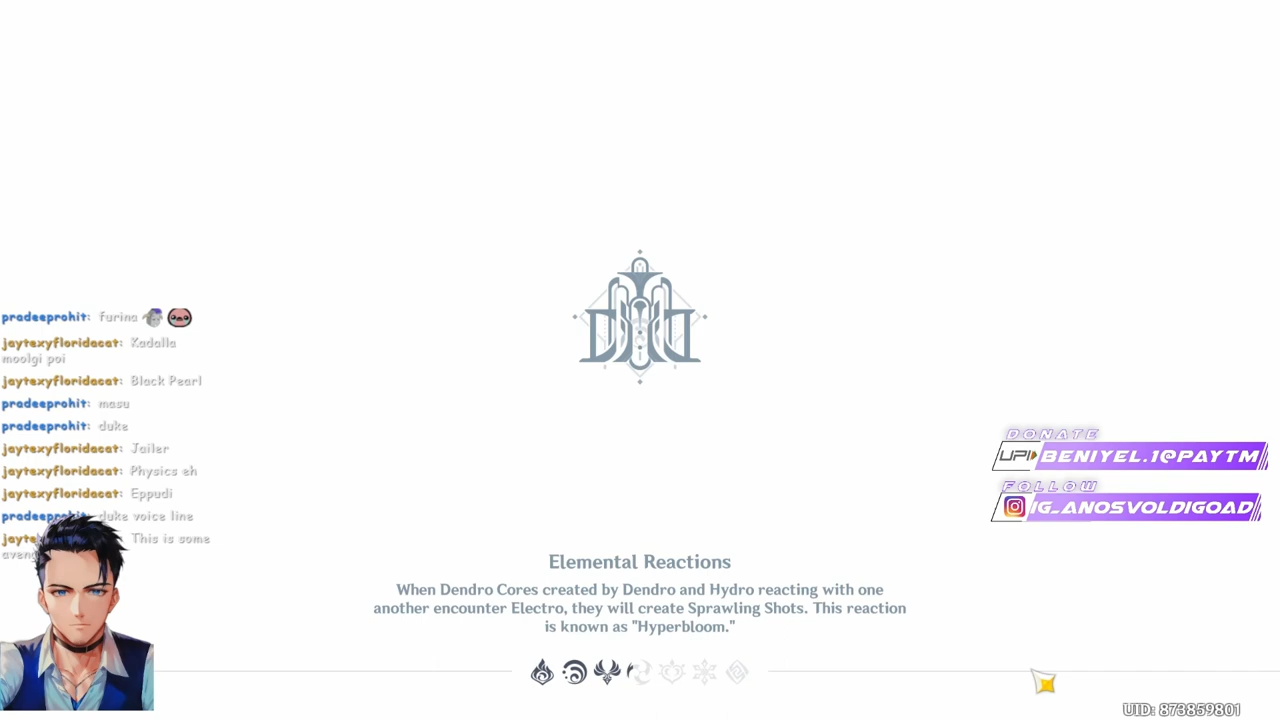 pradeeprohit: furina
jaytexyfloridacat: Kadalla
moolgi poi
jaytexyfloridacat: Black Pearl
pradeeprohit: masu
pradeeprohit: duke
jaytexyfloridacat: Jailer
jaytexyfloridacat: Physics eh
jaytexyfloridacat: Eppudi
pradeeprohit: duke voice line
This is some
DONATE
UPI BENIYEL.1@PAYTM
FOLLOW
IG_ANOSVOLDIGOAD
Elemental Reactions
When Dendro Cores created by Dendro and Hydro reacting with one
another encounter Electro, they will create Sprawling Shots. This reaction
is known as "Hyperbloom."
UID: 873859801